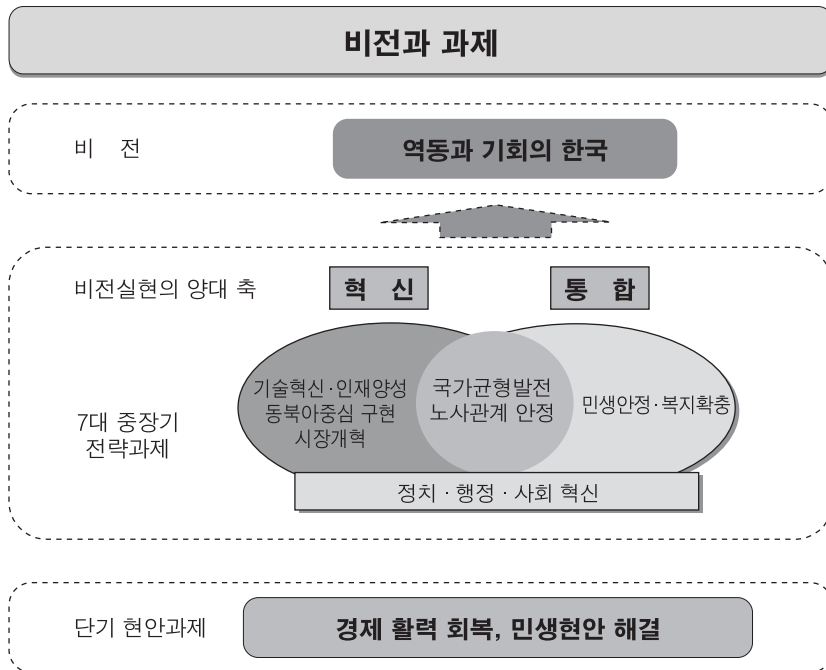 비전과 과제
비 전
역동과 기회의 한국
비전실현의 양대 축
혁 신
통 합
7대 중장기
전략과제
기술혁신·인재양성
동북아중심 구현
시장개혁
국가균형발전
노사관계 안정
민생안정·복지확충
정치·행정·사회 혁신
단기 현안과제
경제 활력 회복, 민생현안 해결